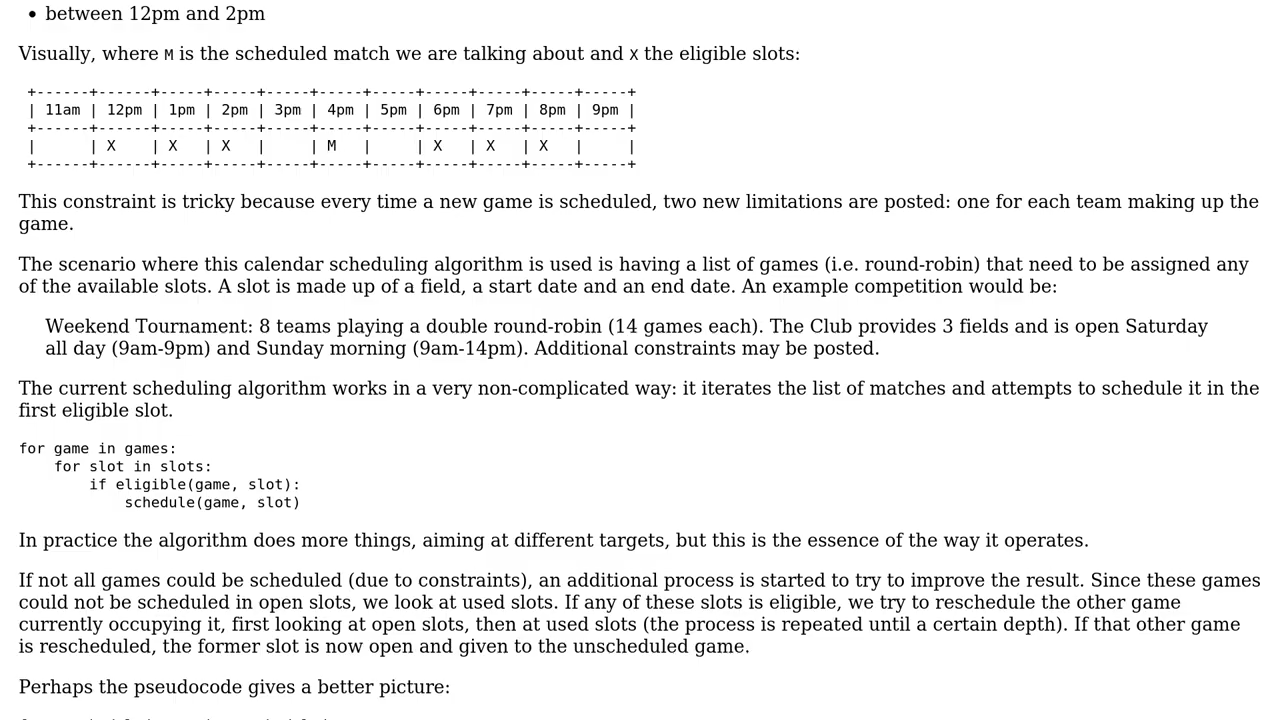 • between 12pm and 2pm
Visually, where M is the scheduled match we are talking about and X the eligible slots:
+------+------+-----+-----+-----+-----+-----+-----+-----+-----+-----+
| 11am | 12pm | 1pm | 2pm | 3pm | 4pm | 5pm | 6pm | 7pm | 8pm | 9pm |
+------+------+-----+-----+-----+-----+-----+-----+-----+-----+-----+
|      | X    | X   | X   |     | M   |     | X   | X   | X   |     |
+------+------+-----+-----+-----+-----+-----+-----+-----+-----+-----+
This constraint is tricky because every time a new game is scheduled, two new limitations are posted: one for each team making up the
game.
The scenario where this calendar scheduling algorithm is used is having a list of games (i.e. round-robin) that need to be assigned any
of the available slots. A slot is made up of a field, a start date and an end date. An example competition would be:
Weekend Tournament: 8 teams playing a double round-robin (14 games each). The Club provides 3 fields and is open Saturday
all day (9am-9pm) and Sunday morning (9am-14pm). Additional constraints may be posted.
The current scheduling algorithm works in a very non-complicated way: it iterates the list of matches and attempts to schedule it in the
first eligible slot.
for game in games:
    for slot in slots:
        if eligible(game, slot):
            schedule(game, slot)
In practice the algorithm does more things, aiming at different targets, but this is the essence of the way it operates.
If not all games could be scheduled (due to constraints), an additional process is started to try to improve the result. Since these games
could not be scheduled in open slots, we look at used slots. If any of these slots is eligible, we try to reschedule the other game
currently occupying it, first looking at open slots, then at used slots (the process is repeated until a certain depth). If that other game
is rescheduled, the former slot is now open and given to the unscheduled game.
Perhaps the pseudocode gives a better picture: